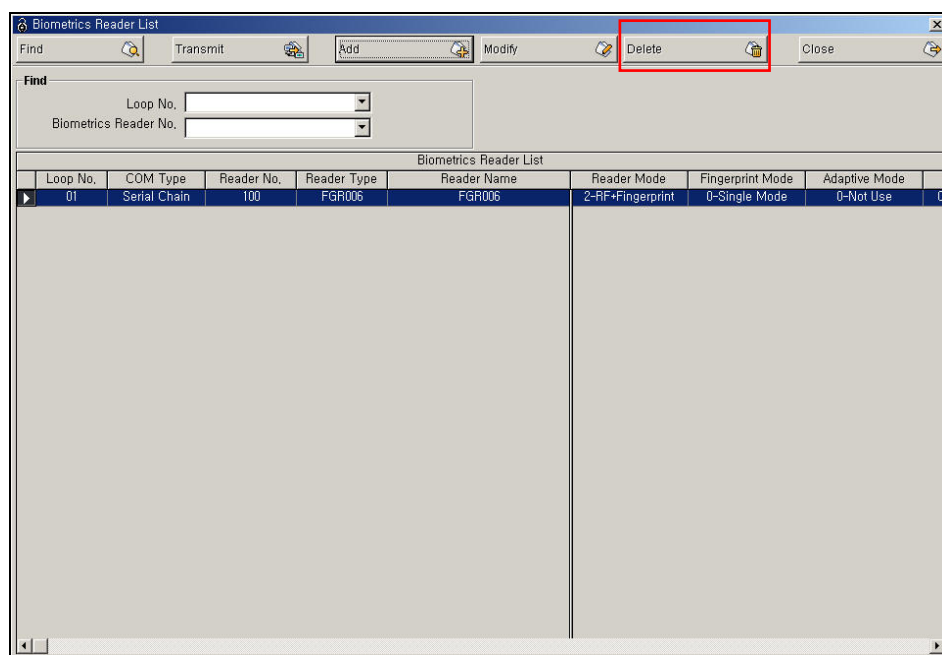 Biometrics Reader List
Find Transmit Add Modify Delete Close
Find
Loop No.
Biometrics Reader No.
Biometrics Reader List
Loop No. COM Type Reader No. Reader Type Reader Name Reader Mode Fingerprint Mode Adaptive Mode
01 Serial Chain 100 FGR006 FGR006 2-RF+Fingerprint 0-Single Mode 0-Not Use 0